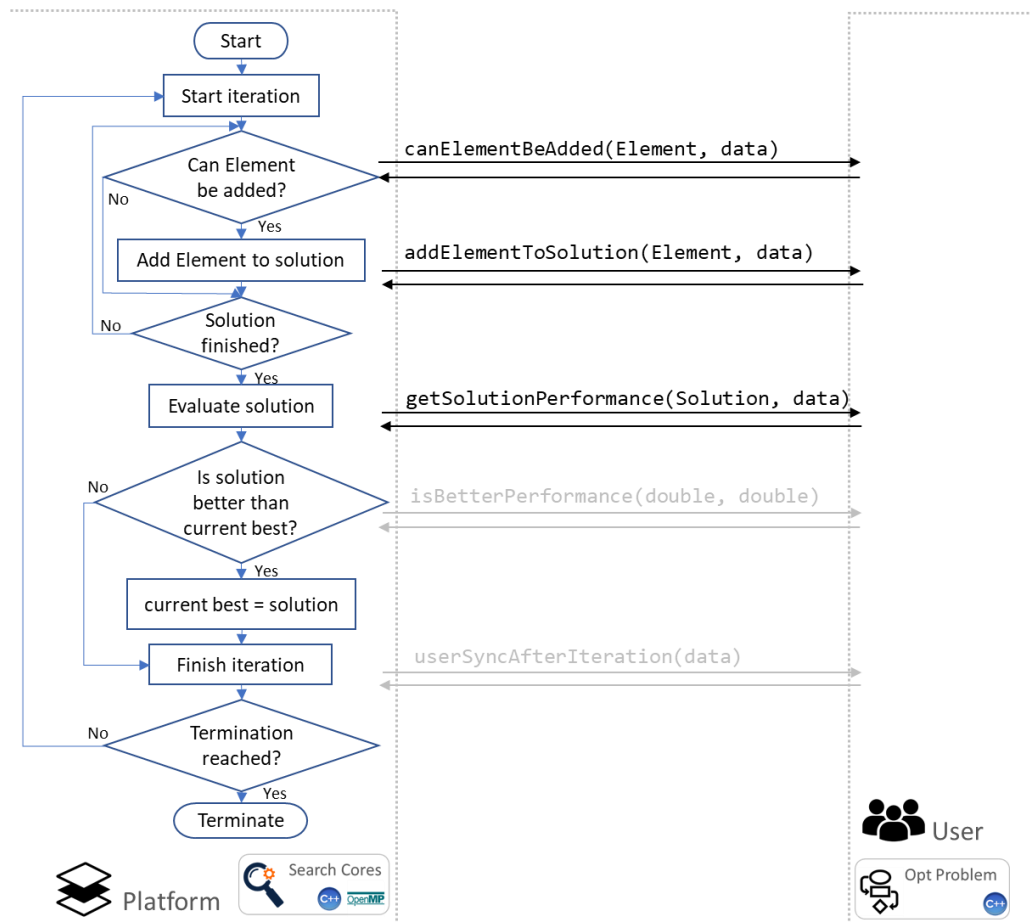 Start
Start iteration
Can Element
be added?
canElementBeAdded(Element, data)
No
Yes
Add Element to solution
addElementToSolution(Element, data)
Solution
finished?
No
Yes
Evaluate solution
getSolutionPerformance(Solution, data)
Is solution
better than
current best?
No
isBetterPerformance(double, double)
Yes
current best = solution
Finish iteration
userSyncAfterIteration(data)
Termination
reached?
No
Yes
Terminate
Platform
Search Cores
C++
OpenMP
User
Opt Problem
C++